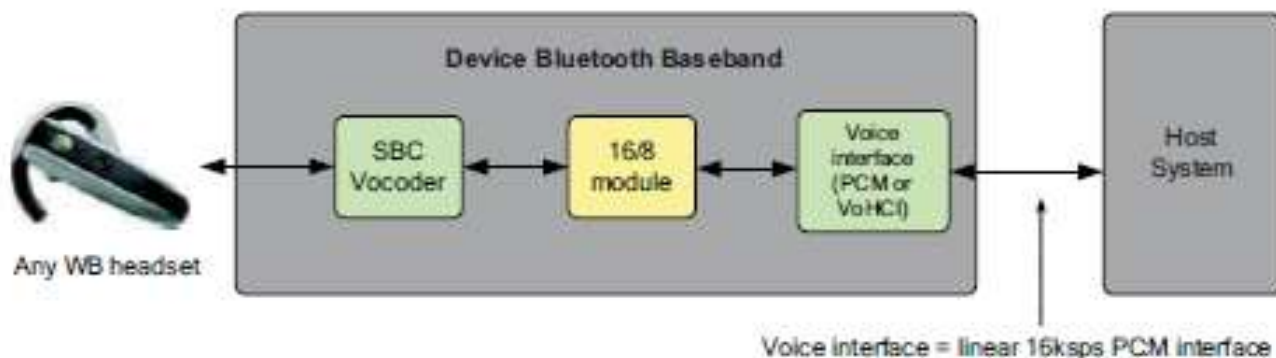 Device Bluetooth Baseband
SBC
Vocoder
16/8
module
Voice
interface
(PCM or
VoHCI)
Host
System
Any WB headset
Voice interface = linear 16ksps PCM interface